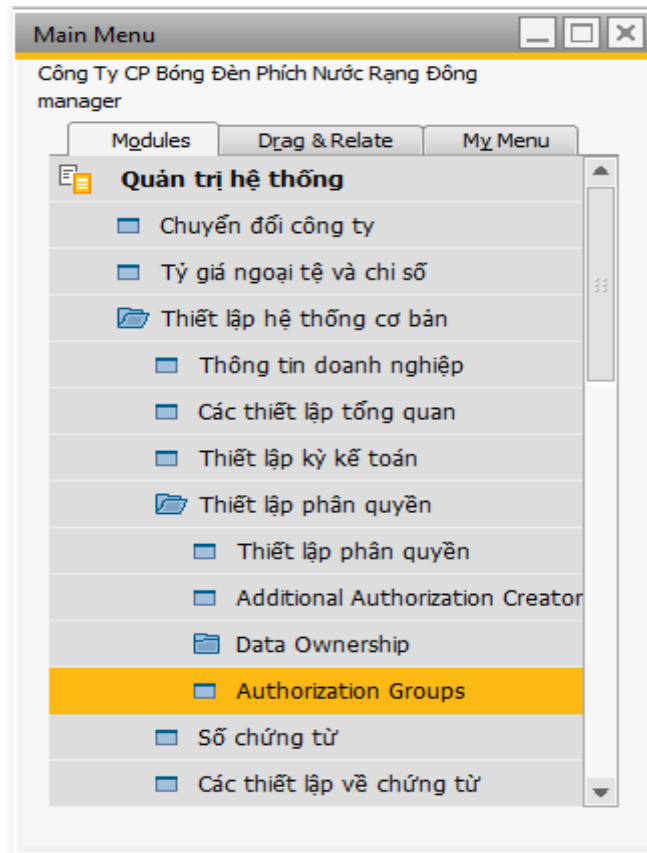 Main Menu
Công Ty CP Bóng Đèn Phích Nước Rạng Đông
manager
Modules Drag & Relate My Menu
Quản trị hệ thống
Chuyển đổi công ty
Tỷ giá ngoại tệ và chỉ số
Thiết lập hệ thống cơ bản
Thông tin doanh nghiệp
Các thiết lập tổng quan
Thiết lập kỳ kế toán
Thiết lập phân quyền
Thiết lập phân quyền
Additional Authorization Creator
Data Ownership
Authorization Groups
Số chứng từ
Các thiết lập về chứng từ